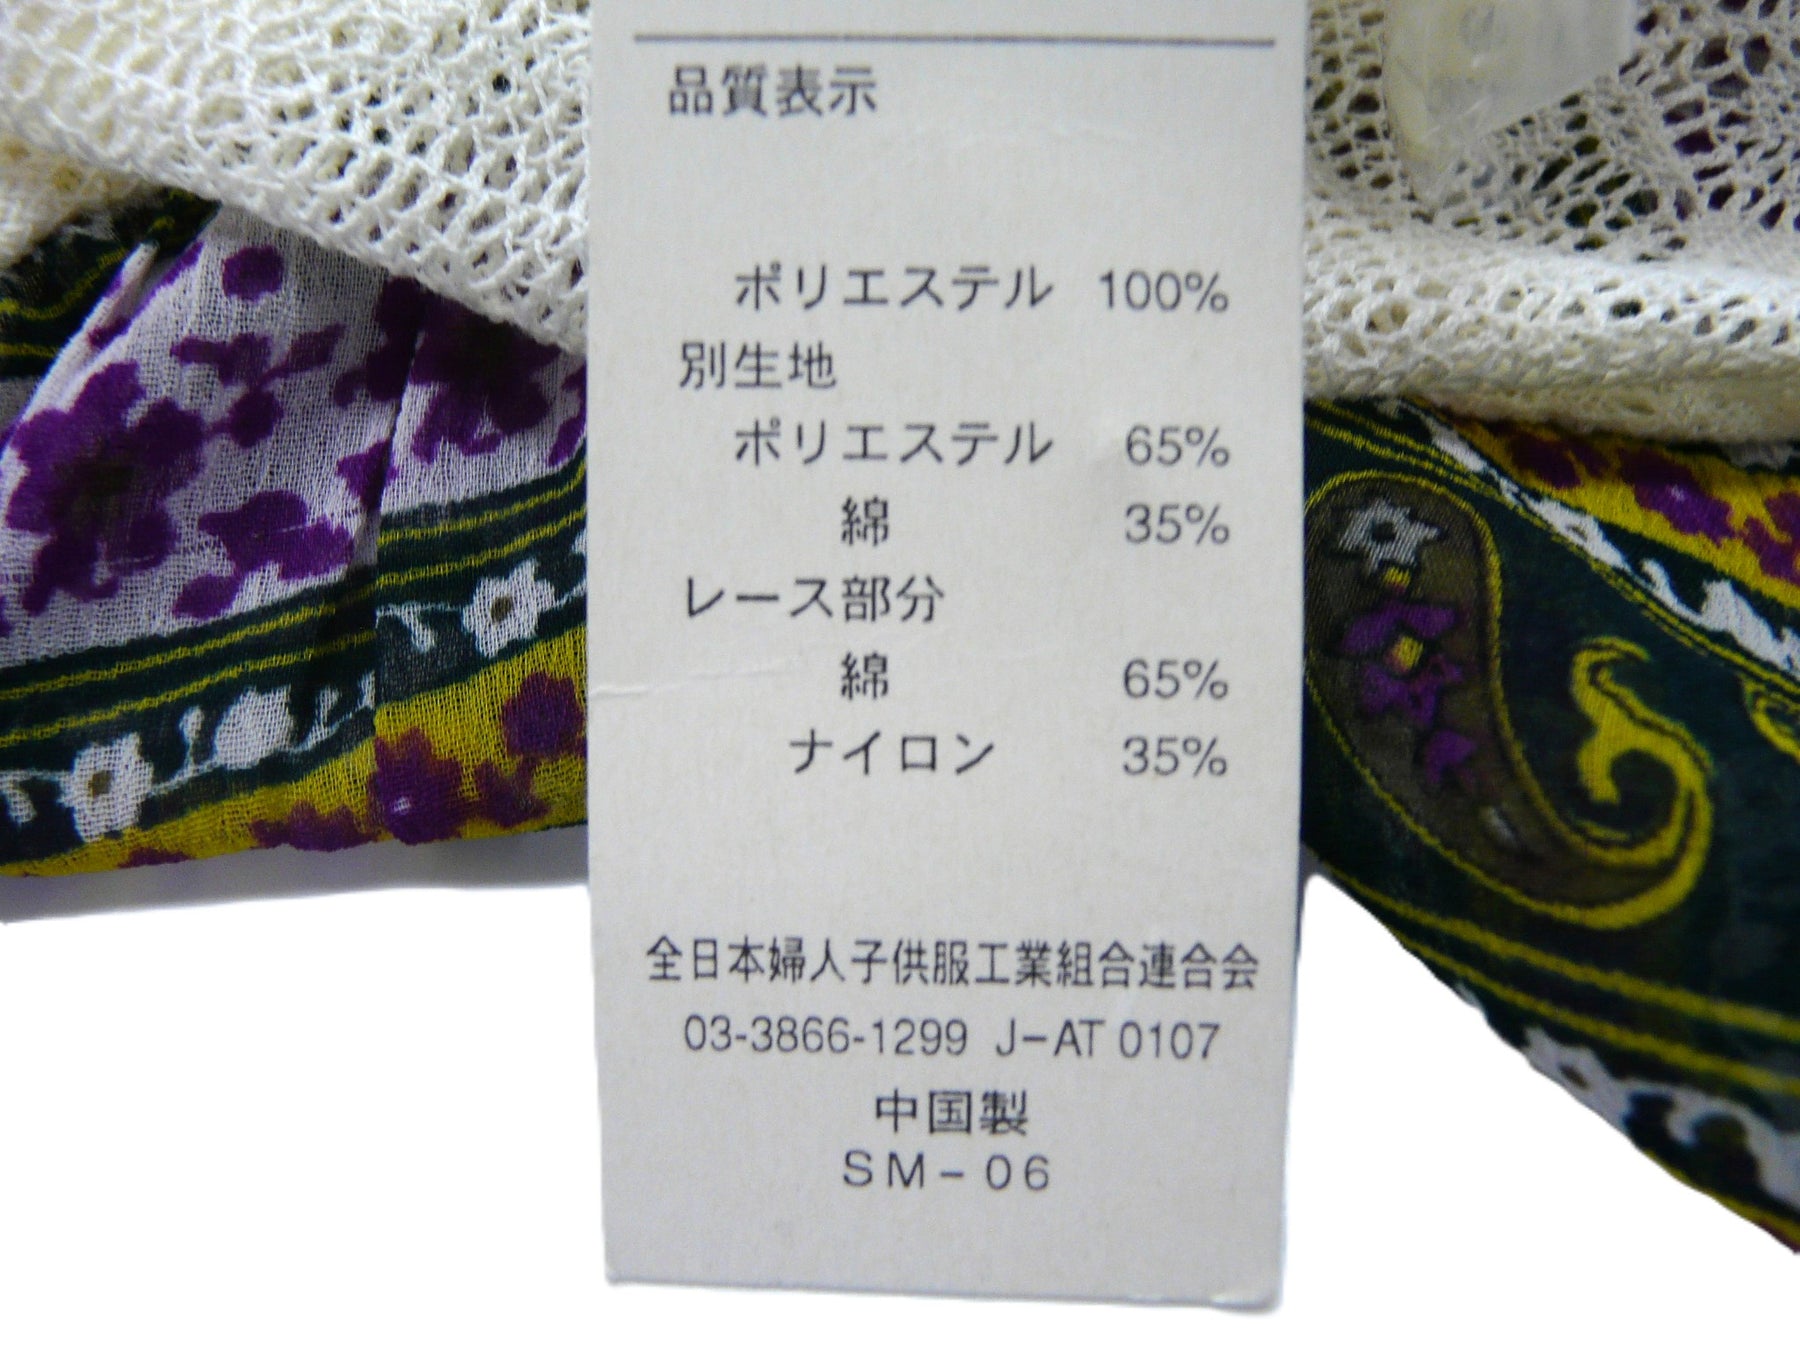 品質表示
ポリエステル 100%
別生地
ポリエステル 65%
綿 35%
レース部分
綿 65%
ナイロン 35%
全日本婦人子供服工業組合連合会
03-3866-1299 J-AT 0107
中国製
SM-06